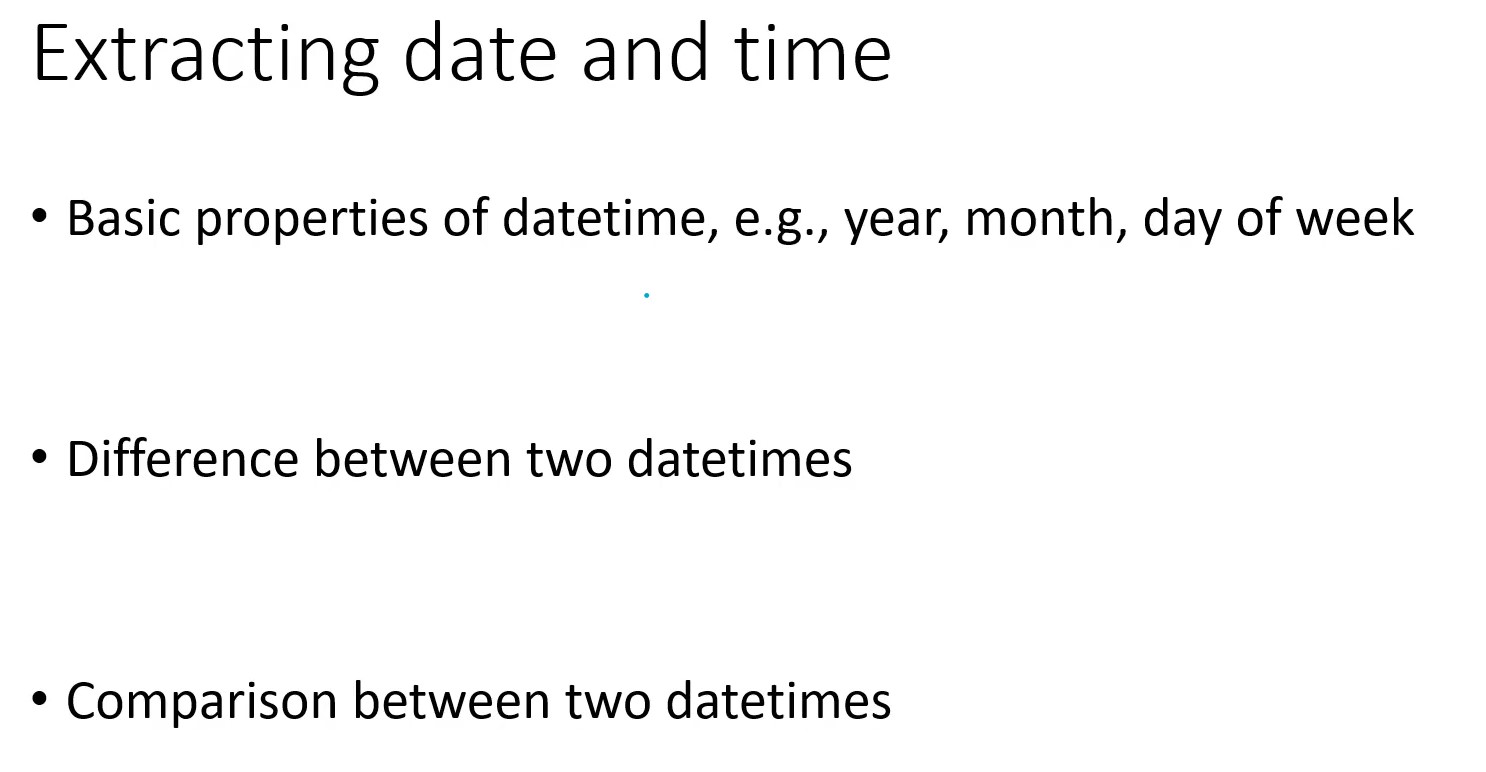 Extracting date and time
• Basic properties of datetime, e.g., year, month, day of week
• Difference between two datetimes
• Comparison between two datetimes